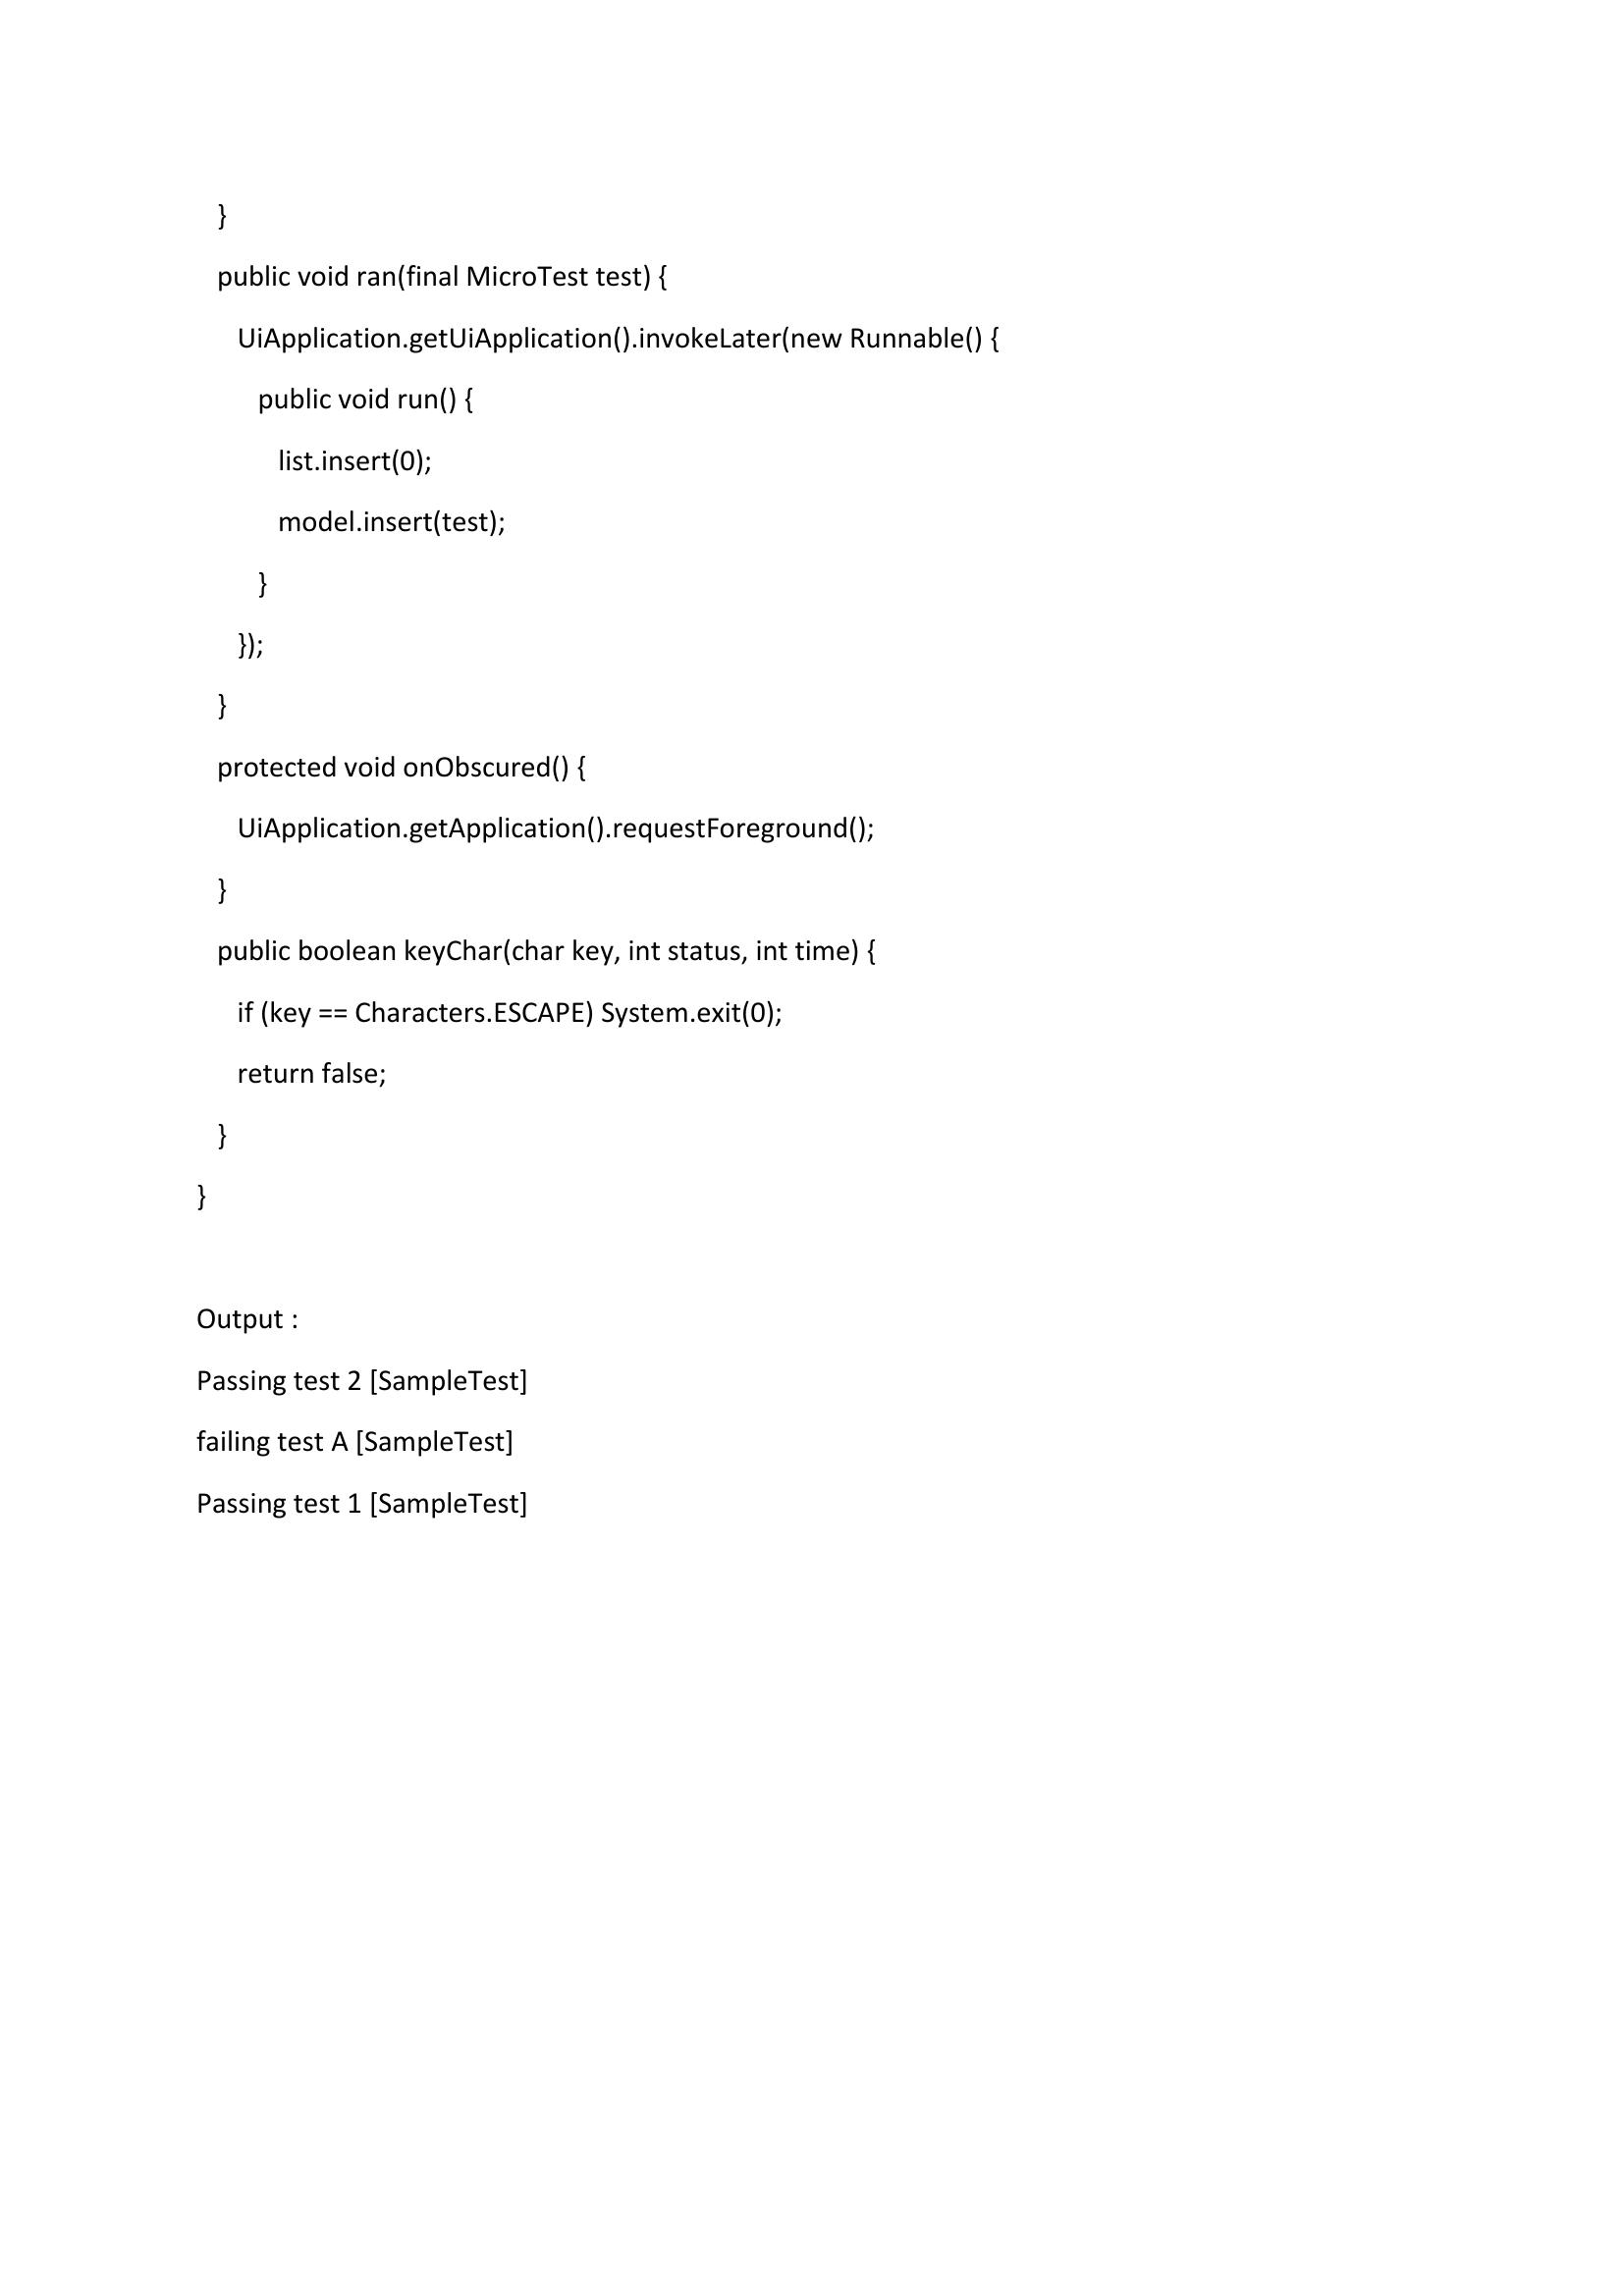 }
public void ran(final MicroTest test) {
UiApplication.getUiApplication().invokeLater(new Runnable() {
public void run() {
list.insert(0);
model.insert(test);
}
});
}
protected void onObscured() {
UiApplication.getApplication().requestForeground();
}
public boolean keyChar(char key, int status, int time) {
if (key == Characters.ESCAPE) System.exit(0);
return false;
}
}
Output :
Passing test 2 [SampleTest]
failing test A [SampleTest]
Passing test 1 [SampleTest]